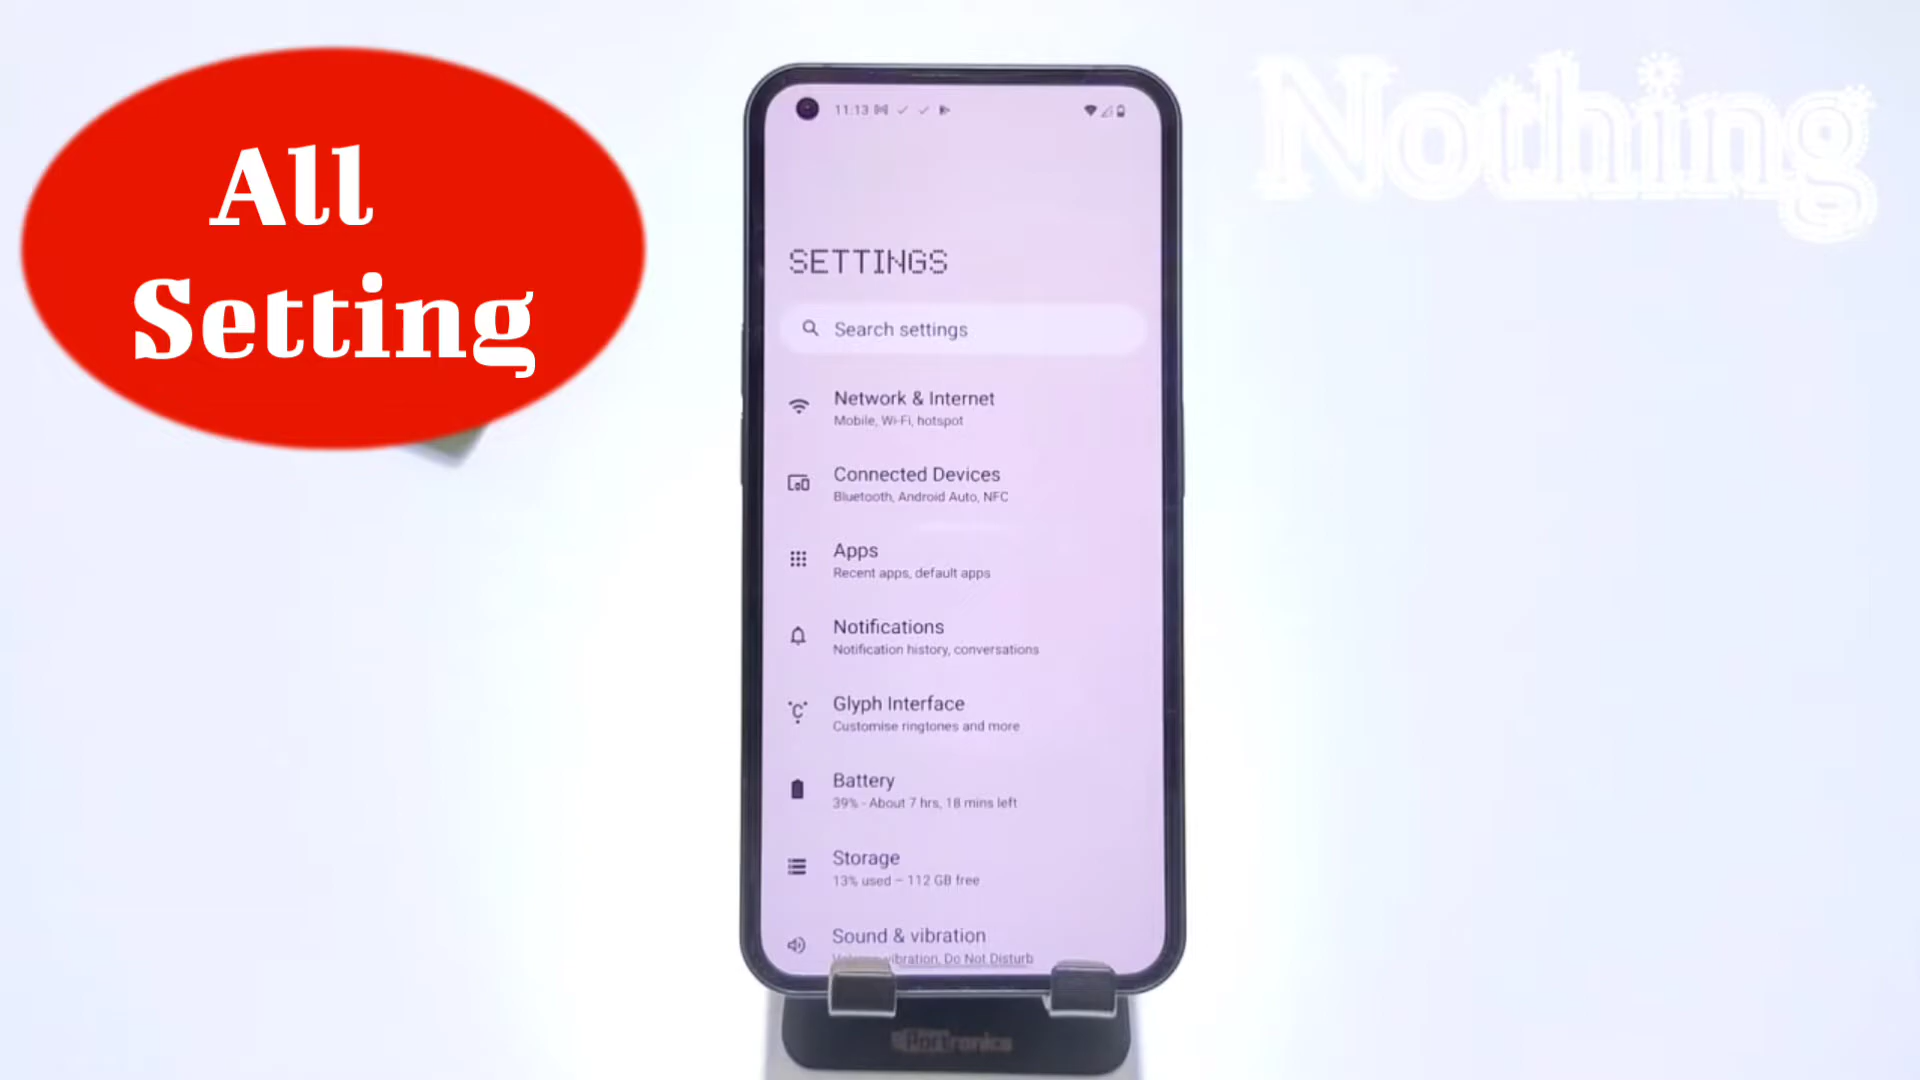 All
Setting
Nothing
11:13
SETTINGS
Search settings
Network & Internet
Mobile, Wi-Fi, hotspot
Connected Devices
Bluetooth, Android Auto, NFC
Apps
Recent apps, default apps
Notifications
Notification history, conversations
Glyph Interface
Customise ringtones and more
Battery
39% - About 7 hrs, 18 mins left
Storage
13% used – 112 GB free
Sound & vibration
vibration, Do Not Disturb
Portronics